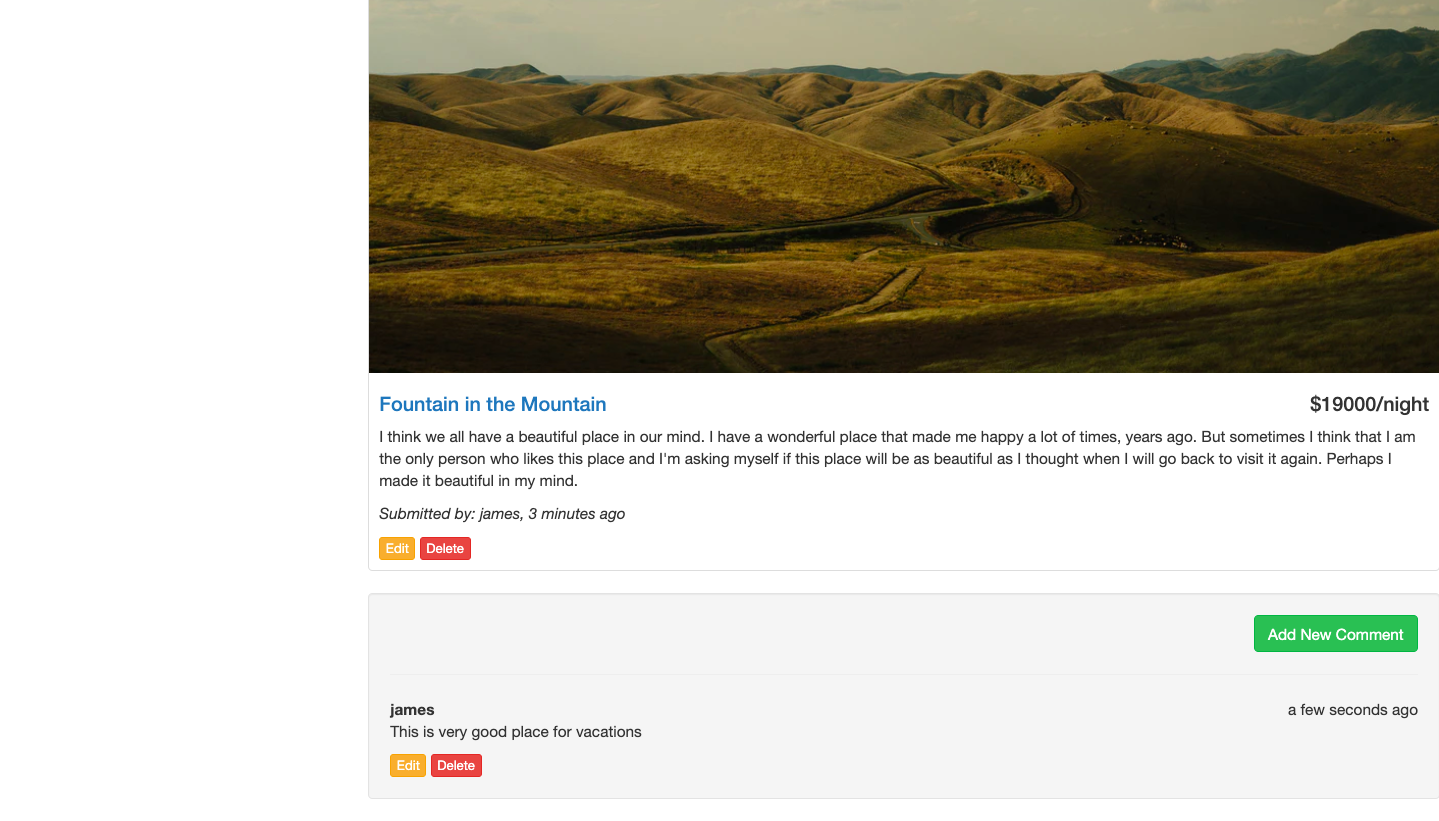 Fountain in the Mountain $19000/night
I think we all have a beautiful place in our mind. I have a wonderful place that made me happy a lot of times, years ago. But sometimes I think that I am
the only person who likes this place and I'm asking myself if this place will be as beautiful as I thought when I will go back to visit it again. Perhaps I
made it beautiful in my mind.
Submitted by: james, 3 minutes ago
Edit Delete
Add New Comment
james a few seconds ago
This is very good place for vacations
Edit Delete